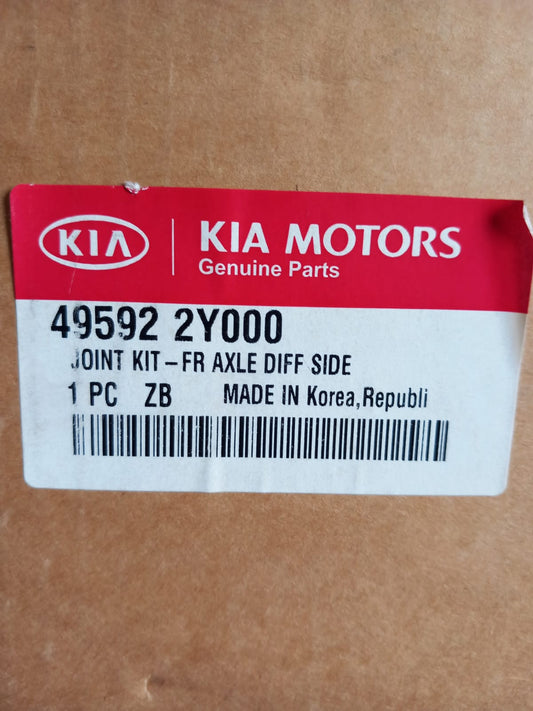 KIA
KIA MOTORS
Genuine Parts
49592 2Y000
JOINT KIT-FR AXLE DIFF SIDE
1 PC ZB MADE IN Korea,Republi